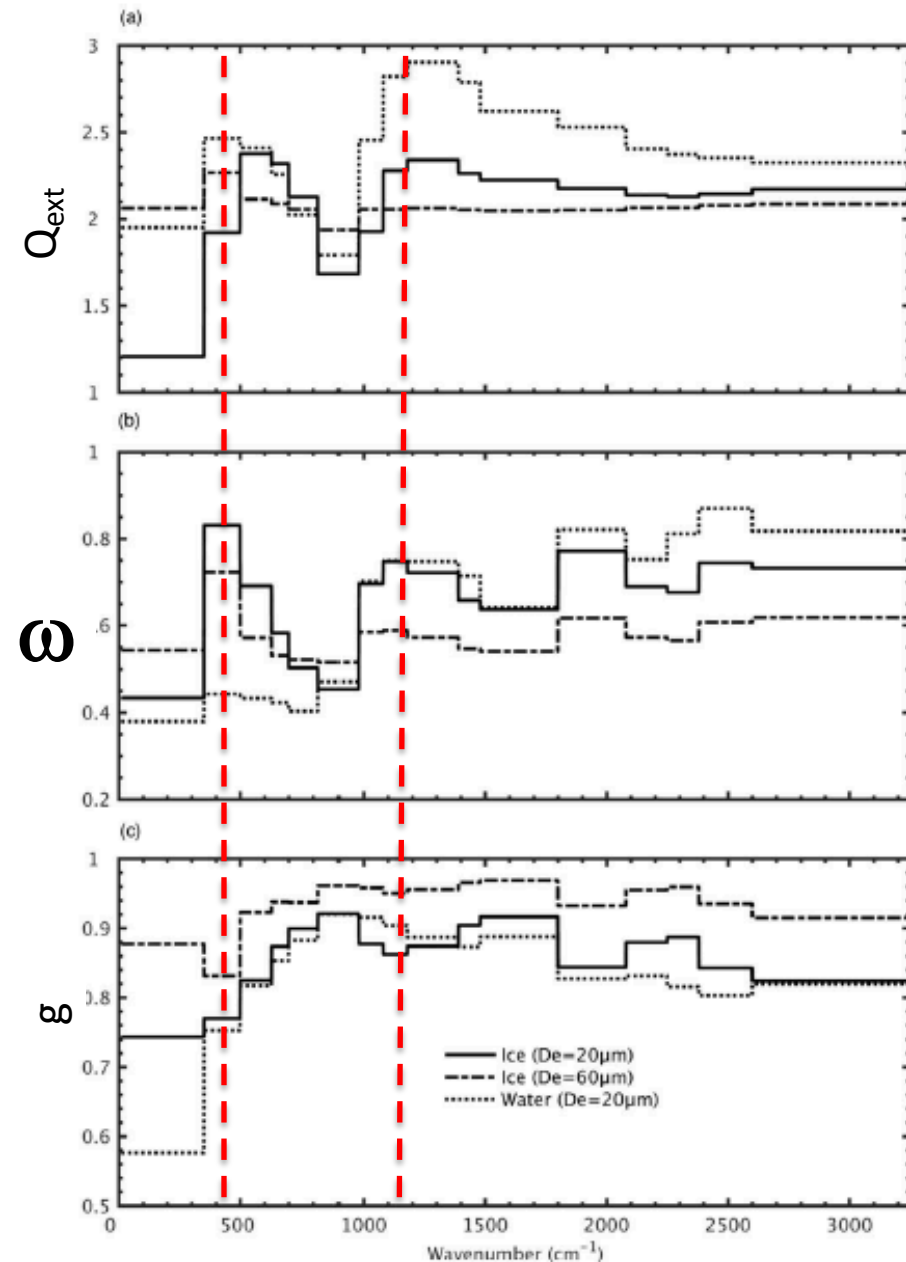 (a)
3
2.5
2
1.5
1
Q_ext
(b)
1
0.8
.6
0.4
0.2
ω
(c)
1
0.9
0.8
0.7
0.6
0.5
g
Ice (De=20μm)
Ice (De=60μm)
Water (De=20μm)
0 500 1000 1500 2000 2500 3000
Wavenumber (cm⁻¹)